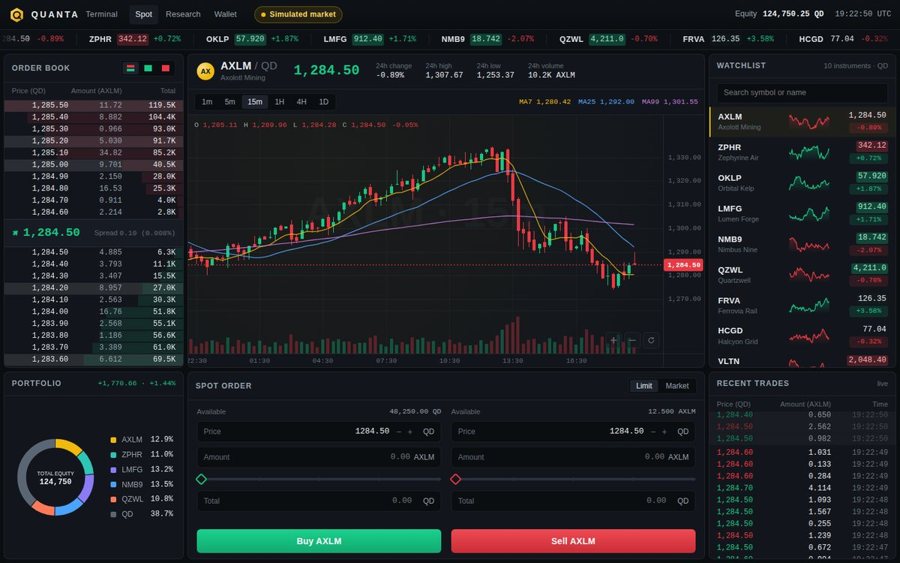 QUANTA Terminal Spot Research Wallet Simulated market Equity 124,750.25 QD 19:22:50 UTC
-0.89% ZPHR 342.12 +0.72% OKLP 57.920 +1.87% LMFG 912.40 +1.71% NMB9 18.742 -2.07% QZWL 4,211.0 -0.70% FRVA 126.35 +3.58% HCGD 77.04 -0.32%
ORDER BOOK
Price (QD) Amount (AXLM) Total
1,285.50 11.72 119.5K
1,285.40 8.882 104.4K
1,285.30 0.966 93.0K
1,285.20 5.030 91.7K
1,285.10 34.82 85.2K
1,285.00 9.781 40.5K
1,284.90 2.150 28.0K
1,284.80 16.53 25.3K
1,284.70 0.911 4.0K
1,284.60 2.214 2.8K
1,284.50 Spread 0.10 (0.008%)
1,284.50 4.885 6.3K
1,284.40 3.793 11.1K
1,284.30 3.407 15.5K
1,284.20 8.957 27.0K
1,284.10 2.563 30.3K
1,284.00 16.76 51.8K
1,283.90 2.568 55.1K
1,283.80 1.186 56.6K
1,283.70 3.389 61.0K
1,283.60 6.612 69.5K
AX AXLM / QD
Axolotl Mining
1,284.50
24h change 24h high 24h low 24h volume
-0.89% 1,307.67 1,253.37 10.2K AXLM
1m 5m 15m 1H 4H 1D
MA7 1,280.42 MA25 1,292.00 MA99 1,301.55
O 1,285.11 H 1,289.96 L 1,284.28 C 1,284.50 -0.05%
1,330.00
1,320.00
1,310.00
1,300.00
1,290.00
1,284.50
1,280.00
1,270.00
22:30 01:30 04:30 07:30 10:30 13:30 16:30
WATCHLIST 10 instruments · QD
Search symbol or name
AXLM 1,284.50
Axolotl Mining -0.89%
ZPHR 342.12
Zephyrine Air +0.72%
OKLP 57.920
Orbital Kelp +1.87%
LMFG 912.40
Lumen Forge +1.71%
NMB9 18.742
Nimbus Nine -2.07%
QZWL 4,211.0
Quartzwell -0.70%
FRVA 126.35
Ferrovia Rail +3.58%
HCGD 77.04
Halcyon Grid -0.32%
VLTN 2,048.40
PORTFOLIO +1,770.66 · +1.44%
TOTAL EQUITY
124,750
AXLM 12.9%
ZPHR 11.0%
LMFG 13.2%
NMB9 13.5%
QZWL 10.8%
QD 38.7%
SPOT ORDER Limit Market
Available 48,250.00 QD
Price 1284.50 − + QD
Amount 0.00 AXLM
Total 0.00 QD
Buy AXLM
Available 12.500 AXLM
Price 1284.50 − + QD
Amount 0.00 AXLM
Total 0.00 QD
Sell AXLM
RECENT TRADES live
Price (QD) Amount (AXLM) Time
1,284.40 0.650 19:22:50
1,284.50 2.562 19:22:50
1,284.50 0.982 19:22:50
1,284.60 1.031 19:22:49
1,284.60 0.133 19:22:49
1,284.60 0.284 19:22:49
1,284.70 4.114 19:22:49
1,284.50 1.093 19:22:48
1,284.50 1.567 19:22:48
1,284.50 0.255 19:22:48
1,284.50 1.239 19:22:48
1,284.50 0.672 19:22:47